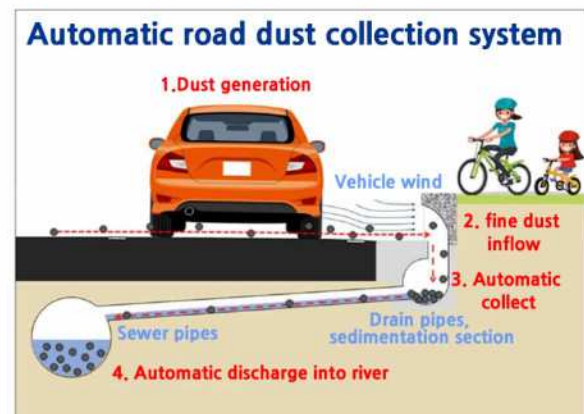 Automatic road dust collection system
1.Dust generation
Vehicle wind
2. fine dust
inflow
3. Automatic
collect
Drain pipes,
sedimentation section
Sewer pipes
4. Automatic discharge into river